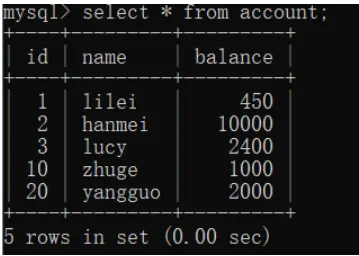 mysql> select * from account;
+----+---------+---------+
| id | name    | balance |
+----+---------+---------+
|  1 | lilei   |     450 |
|  2 | hanmei  |   10000 |
|  3 | lucy    |    2400 |
| 10 | zhuge   |    1000 |
| 20 | yangguo |    2000 |
+----+---------+---------+
5 rows in set (0.00 sec)